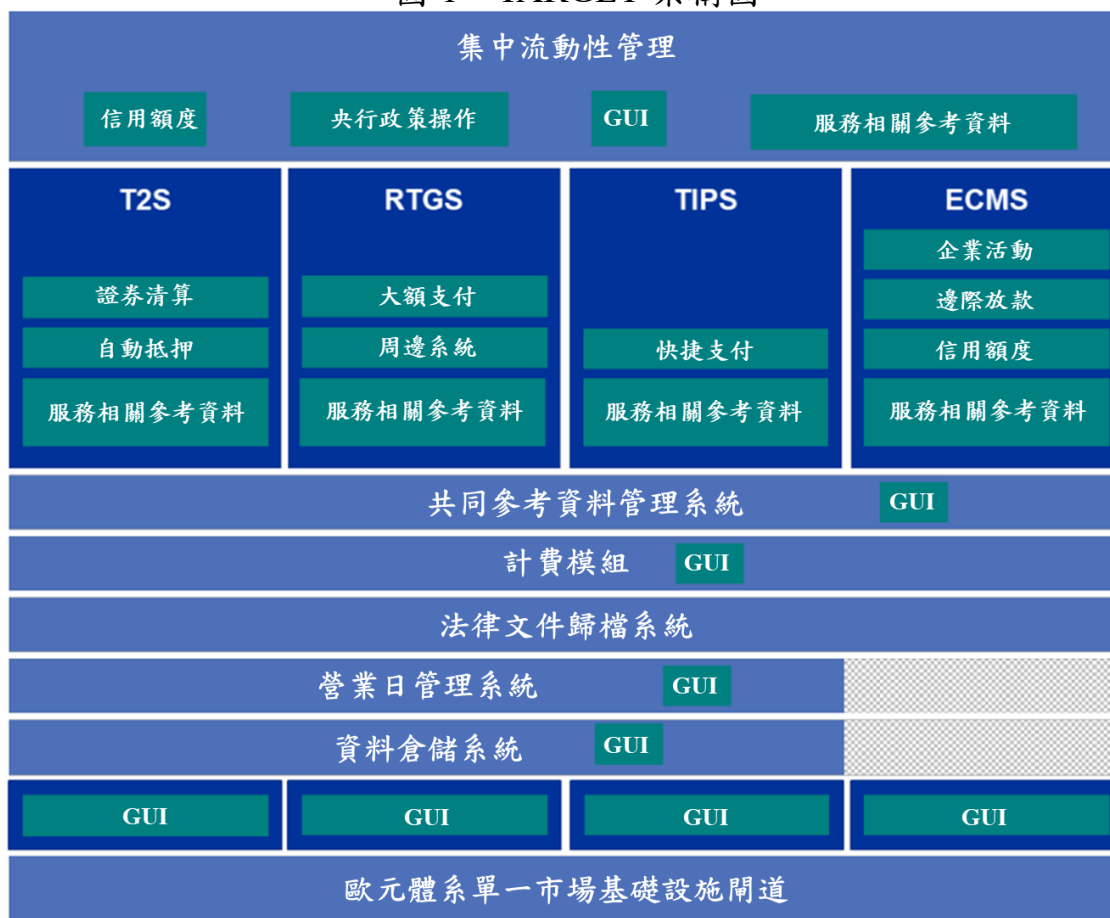 集中流動性管理
信用額度
央行政策操作
GUI
服務相關參考資料
T2S
證券清算
自動抵押
服務相關參考資料
RTGS
大額支付
周邊系統
服務相關參考資料
TIPS
快捷支付
服務相關參考資料
ECMS
企業活動
邊際放款
信用額度
服務相關參考資料
共同參考資料管理系統 GUI
計費模組 GUI
法律文件歸檔系統
營業日管理系統 GUI
資料倉儲系統 GUI
GUI
GUI
GUI
GUI
歐元體系單一市場基礎設施閘道